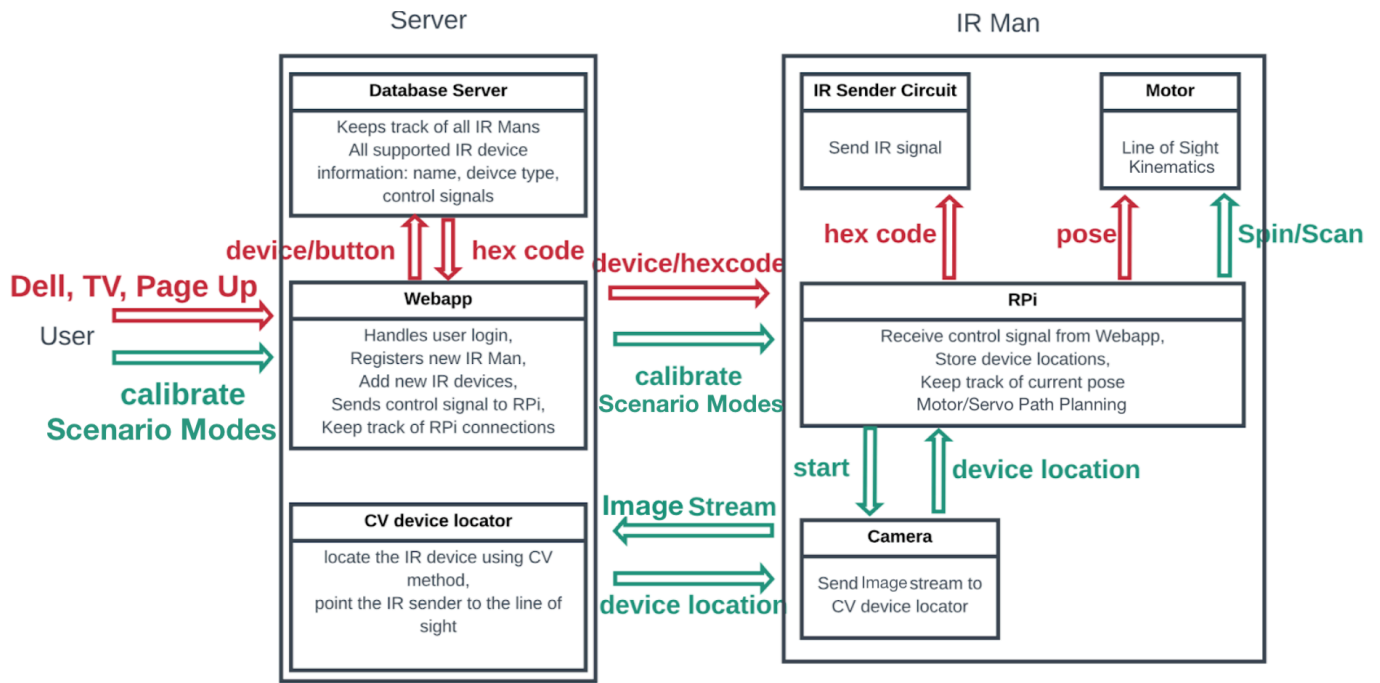 Server
IR Man
Database Server
Keeps track of all IR Mans
All supported IR device
information: name, deivce type,
control signals
IR Sender Circuit
Send IR signal
Motor
Line of Sight
Kinematics
device/button
hex code
device/hexcode
hex code
pose
Spin/Scan
Dell, TV, Page Up
User
calibrate
Scenario Modes
Webapp
Handles user login,
Registers new IR Man,
Add new IR devices,
Sends control signal to RPi,
Keep track of RPi connections
calibrate
Scenario Modes
RPi
Receive control signal from Webapp,
Store device locations,
Keep track of current pose
Motor/Servo Path Planning
start
device location
CV device locator
locate the IR device using CV
method,
point the IR sender to the line of
sight
Image Stream
device location
Camera
Send Image stream to
CV device locator